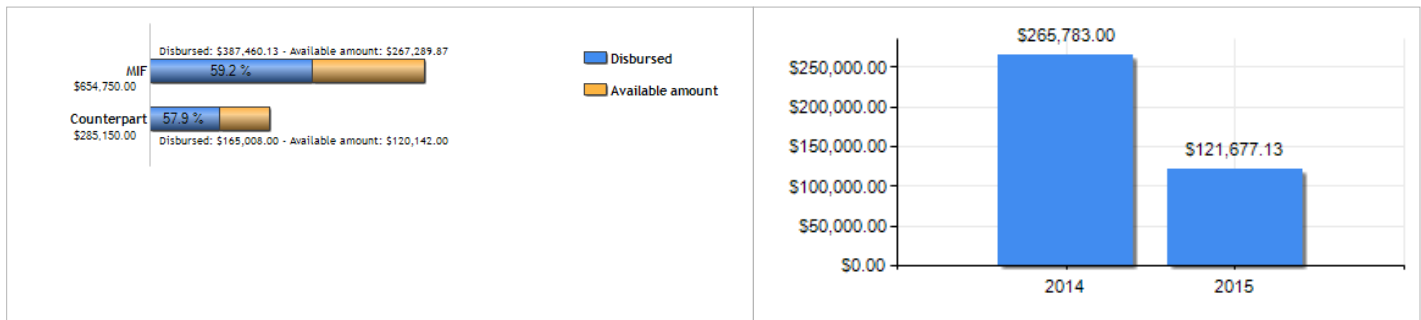 Disbursed: $387,460.13 - Available amount: $267,289.87
MIF
59.2 %
$654,750.00
Counterpart
57.9 %
$285,150.00
Disbursed: $165,008.00 - Available amount: $120,142.00
Disbursed
Available amount
$265,783.00
$250,000.00
$200,000.00
$150,000.00
$121,677.13
$100,000.00
$50,000.00
$0.00
2014
2015